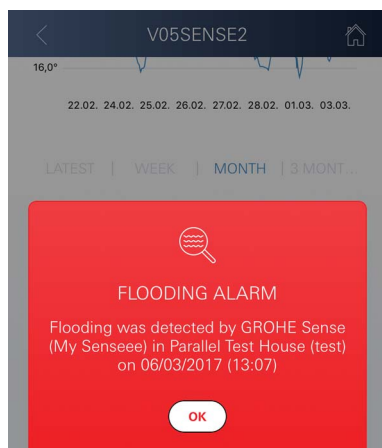 V05SENSE2
16,0°
22.02. 24.02. 25.02. 26.02. 27.02. 28.02. 01.03. 03.03.
LATEST | WEEK | MONTH | 3 MONT...
FLOODING ALARM
Flooding was detected by GROHE Sense
(My Senseee) in Parallel Test House (test)
on 06/03/2017 (13:07)
OK